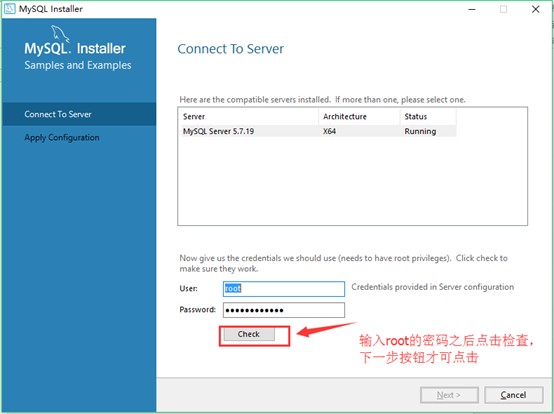 MySQL Installer
MySQL. Installer
Samples and Examples
Connect To Server
Apply Configuration
Connect To Server
Here are the compatible servers installed. If more than one, please select one.
Server Architecture Status
MySQL Server 5.7.19 X64 Running
Now give us the credentials we should use (needs to have root privileges). Click check
to make sure they work.
User: root Credentials provided in Server configuration
Password: ●●●●●●●●●●●●
Check
输入root的密码之后点击检查，
下一步按钮才可点击
Next >
Cancel